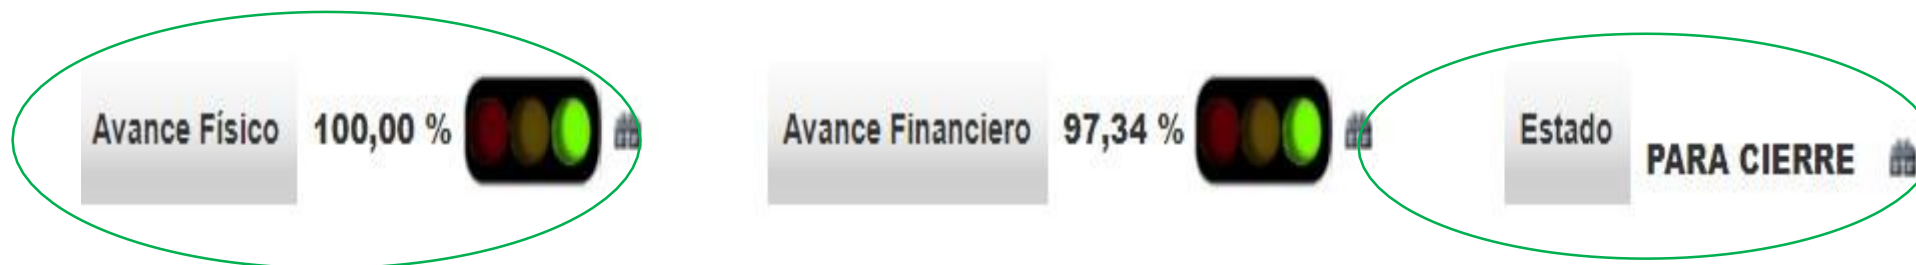 Avance Físico 100,00 % Avance Financiero 97,34 % Estado
PARA CIERRE